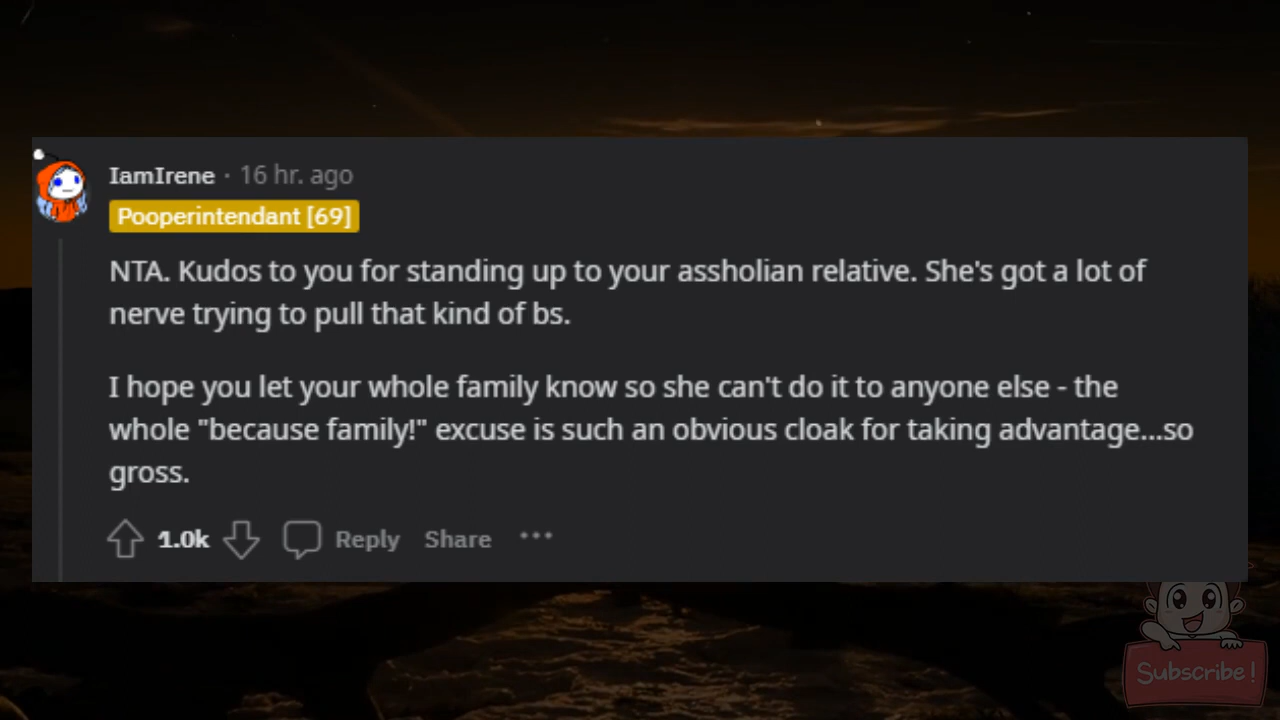 IamIrene · 16 hr. ago
Pooperintendant [69]
NTA. Kudos to you for standing up to your assholian relative. She's got a lot of
nerve trying to pull that kind of bs.
I hope you let your whole family know so she can't do it to anyone else - the
whole "because family!" excuse is such an obvious cloak for taking advantage...so
gross.
1.0k Reply Share ...
Subscribe!